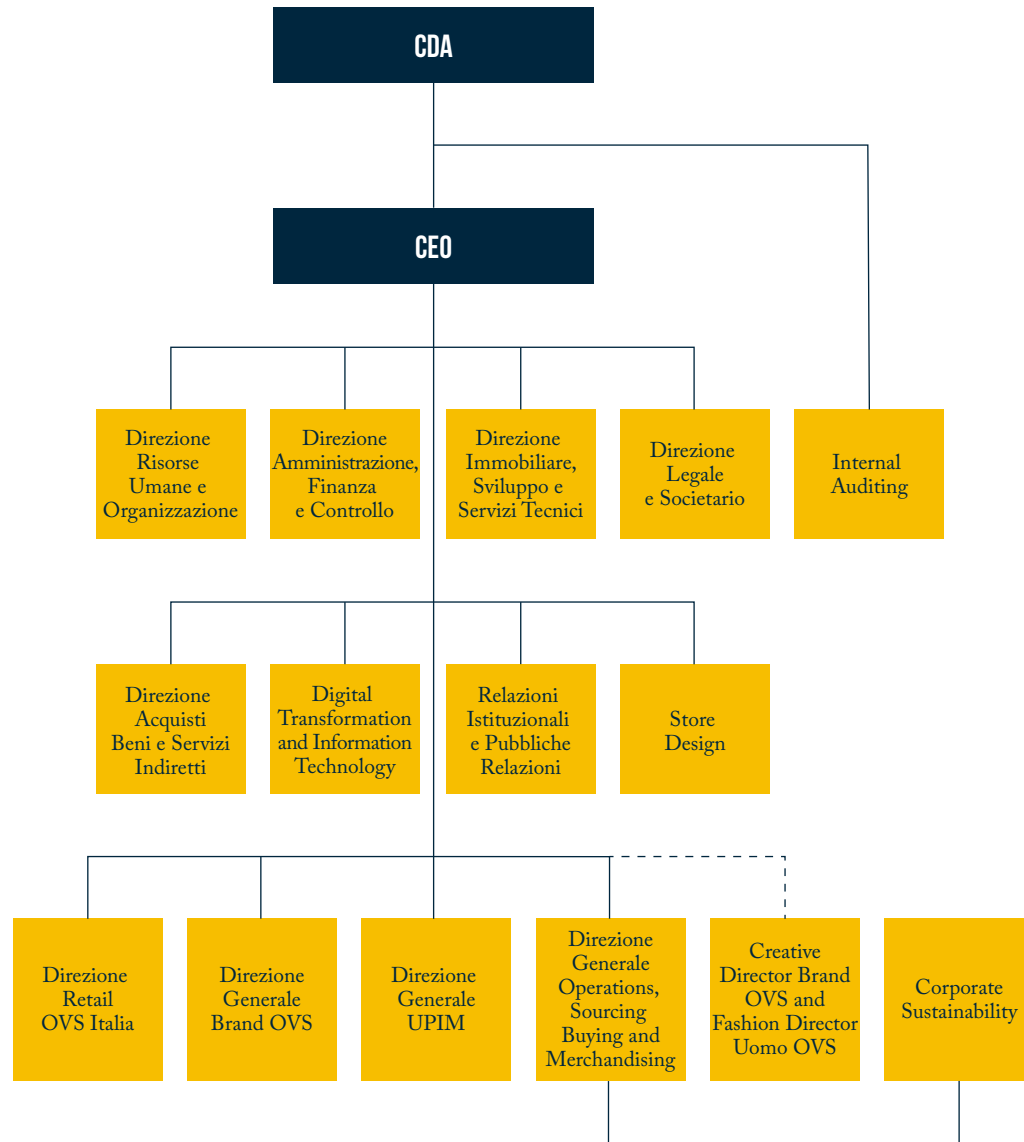 CDA
CEO
Direzione
Risorse
Umane e
Organizzazione
Direzione
Amministrazione,
Finanza
e Controllo
Direzione
Immobiliare,
Sviluppo e
Servizi Tecnici
Direzione
Legale
e Societario
Internal
Auditing
Direzione
Acquisti
Beni e Servizi
Indiretti
Digital
Transformation
and Information
Technology
Relazioni
Istituzionali
e Pubbliche
Relazioni
Store
Design
Direzione
Retail
OVS Italia
Direzione
Generale
Brand OVS
Direzione
Generale
UPIM
Direzione
Generale
Operations,
Sourcing
Buying and
Merchandising
Creative
Director Brand
OVS and
Fashion Director
Uomo OVS
Corporate
Sustainability